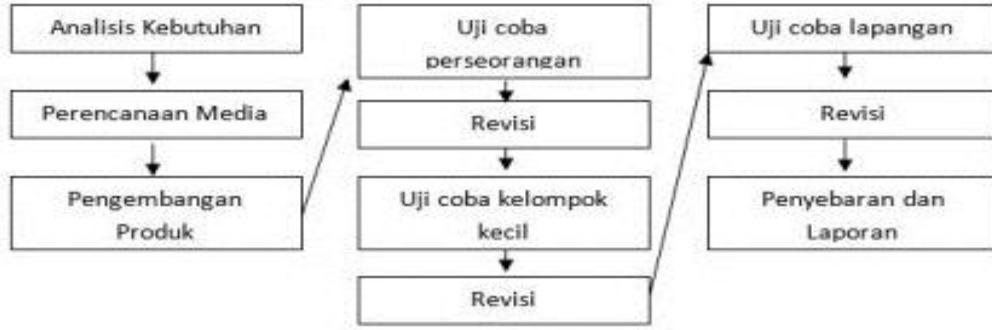 Analisis Kebutuhan
Perencanaan Media
Pengembangan
Produk
Uji coba
perseorangan
Revisi
Uji coba kelompok
kecil
Revisi
Uji coba lapangan
Revisi
Penyebaran dan
Laporan